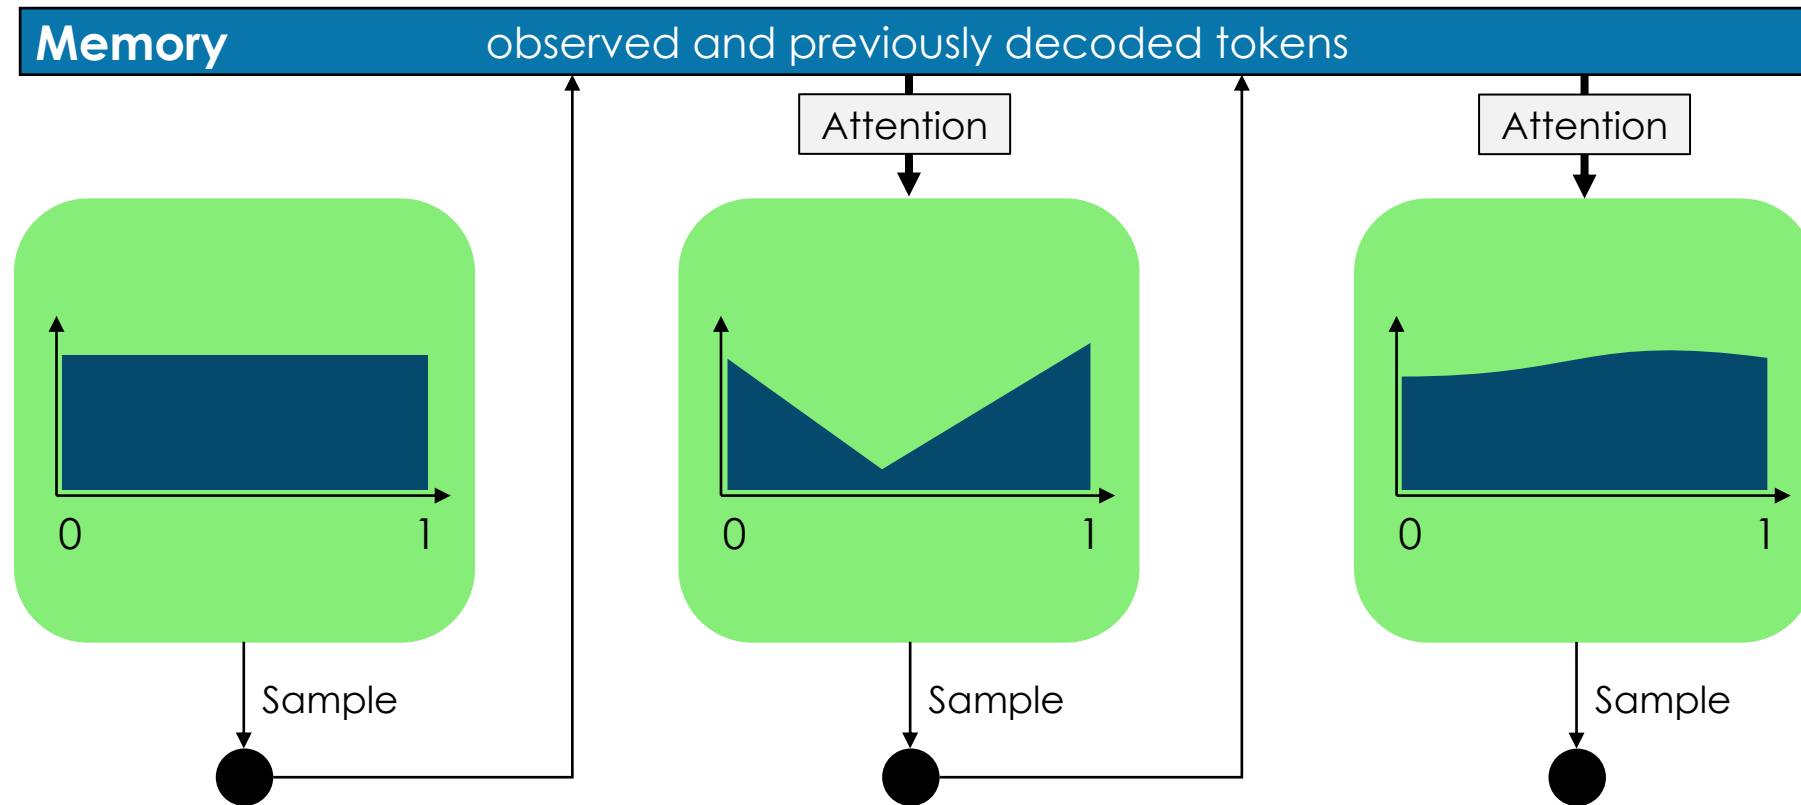 Memory observed and previously decoded tokens
Attention Attention
0 1 0 1 0 1
Sample Sample Sample